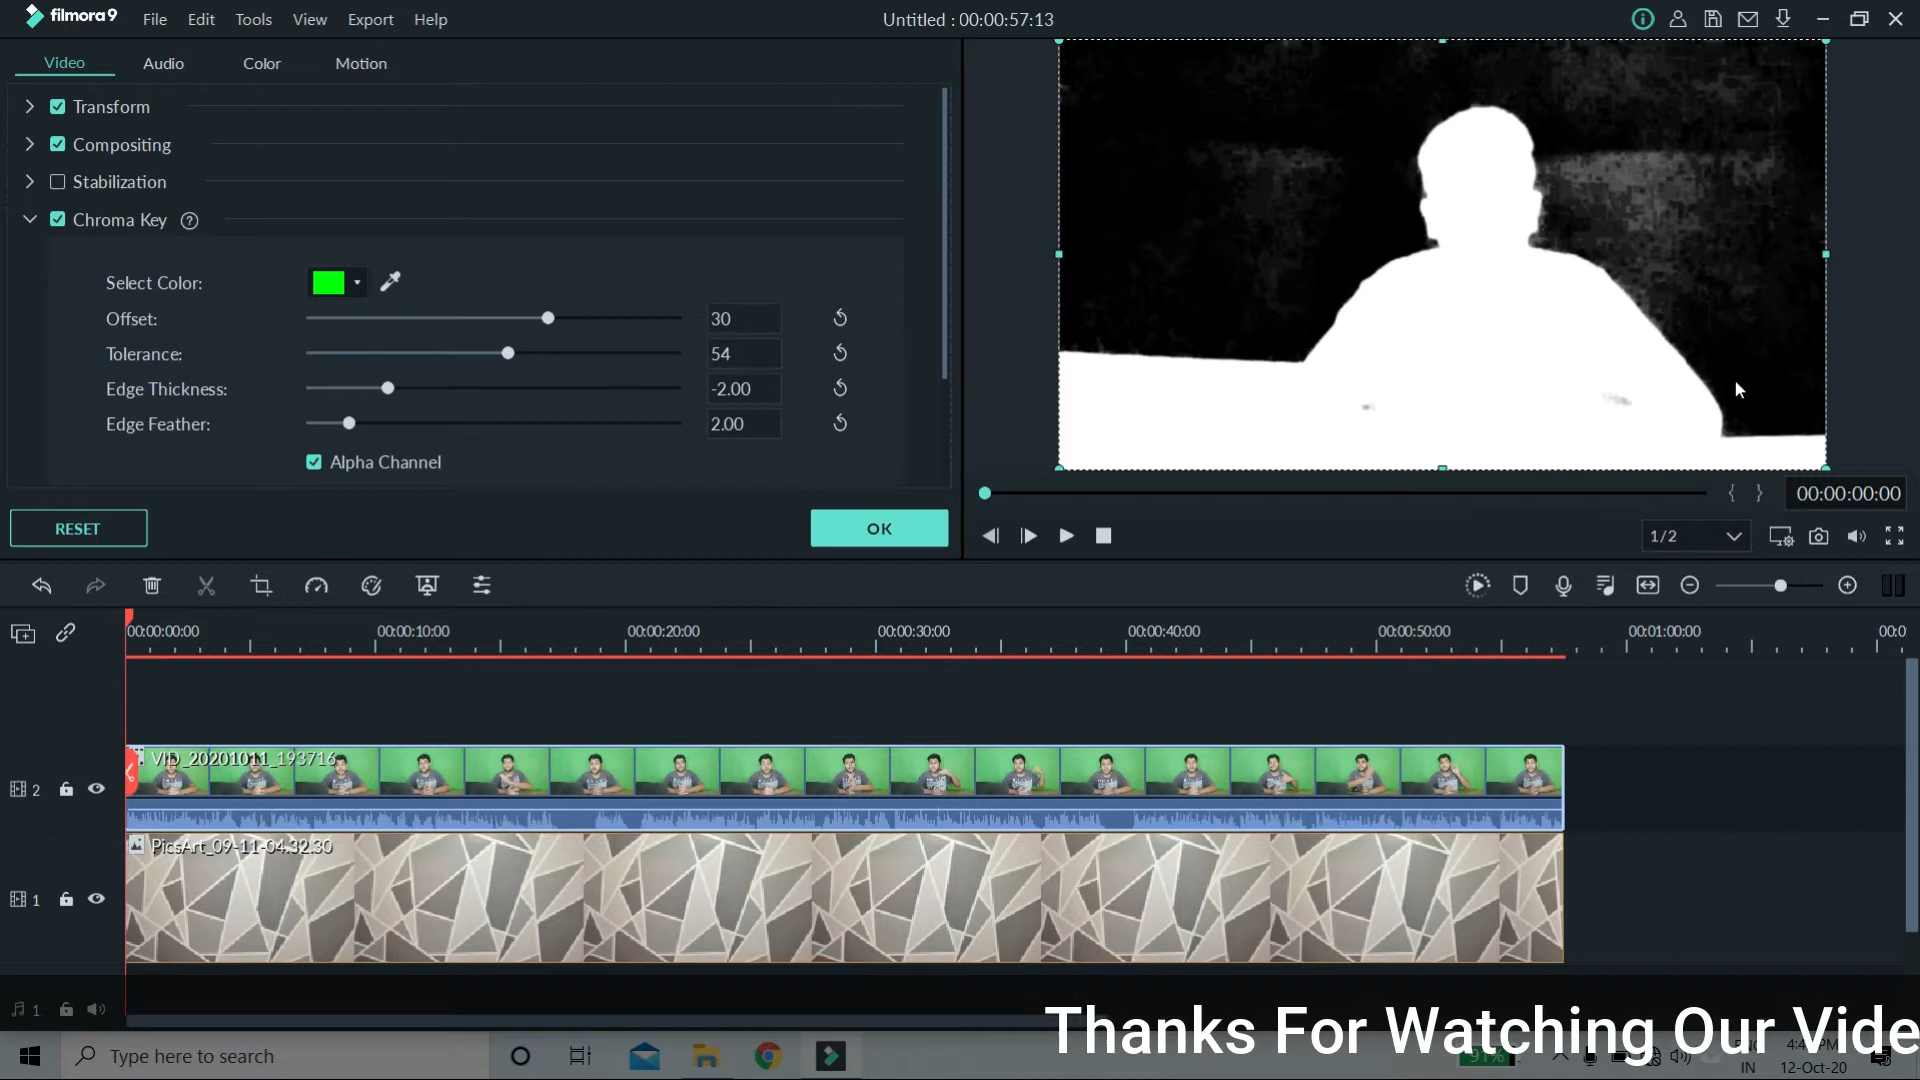 filmora9 File Edit Tools View Export Help Untitled : 00:00:57:13
Video Audio Color Motion
Transform
Compositing
Stabilization
Chroma Key ?
Select Color:
Offset: 30
Tolerance: 54
Edge Thickness: -2.00
Edge Feather: 2.00
Alpha Channel
RESET OK
{ } 00:00:00:00
1/2
00:00:00:00 00:00:10:00 00:00:20:00 00:00:30:00 00:00:40:00 00:00:50:00 00:01:00:00 00:0
VID_20201011_193716
2
PicsArt_09-11-04.32.30
1
1
Thanks For Watching Our Vide
Type here to search
91%
IN 12-Oct-20